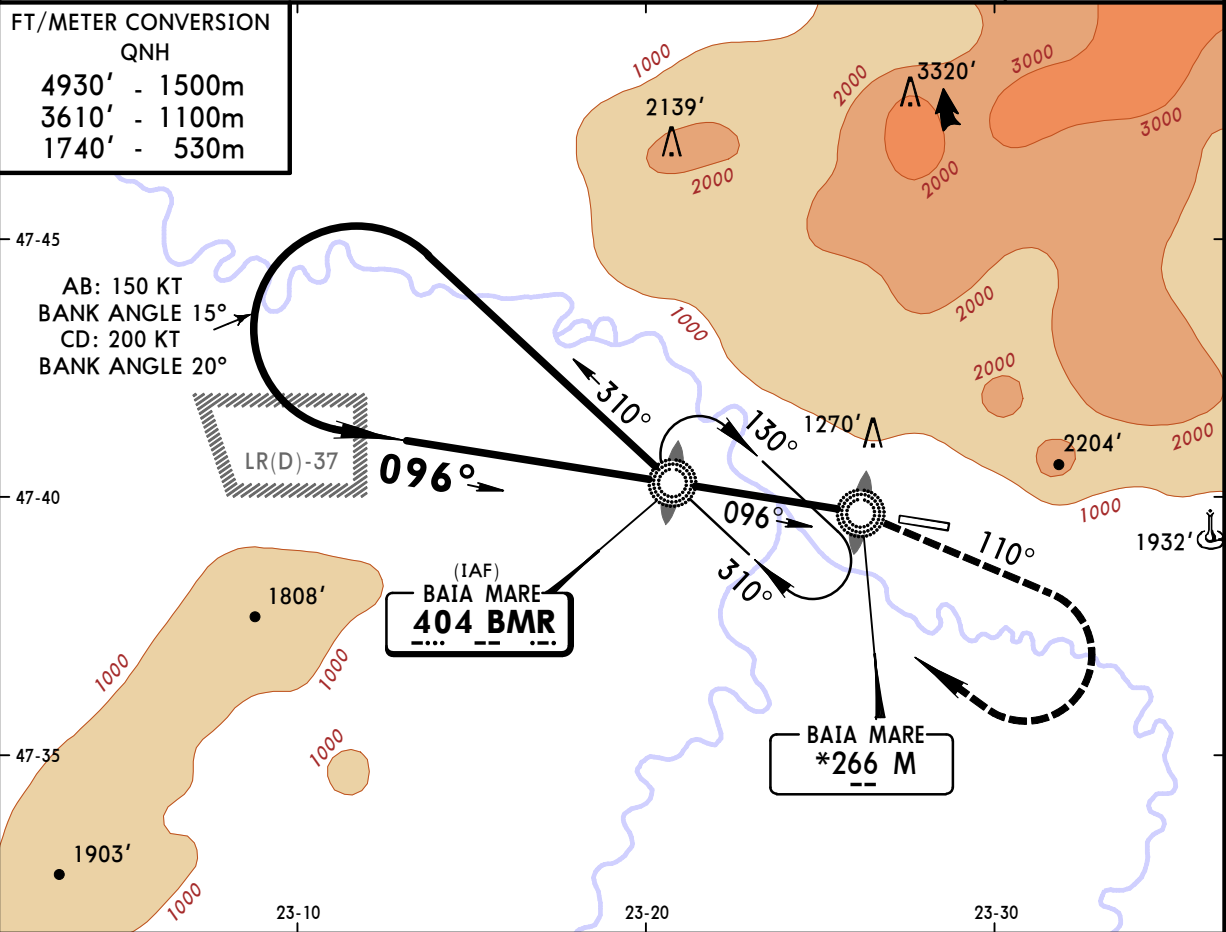 FT/METER CONVERSION
QNH
4930' - 1500m
3610' - 1100m
1740' - 530m
1000
2139'
2000
2000
3320'
3000
3000
2000
47-45
AB: 150 KT
BANK ANGLE 15°
CD: 200 KT
BANK ANGLE 20°
2000
1000
310°
130°
1270'
2000
2204'
2000
LR(D)-37
096°
47-40
096°
1000
1932'
110°
310°
(IAF)
BAIA MARE
404 BMR
1808'
1000
1000
1000
BAIA MARE
*266 M
47-35
1903'
1000
23-10
23-20
23-30